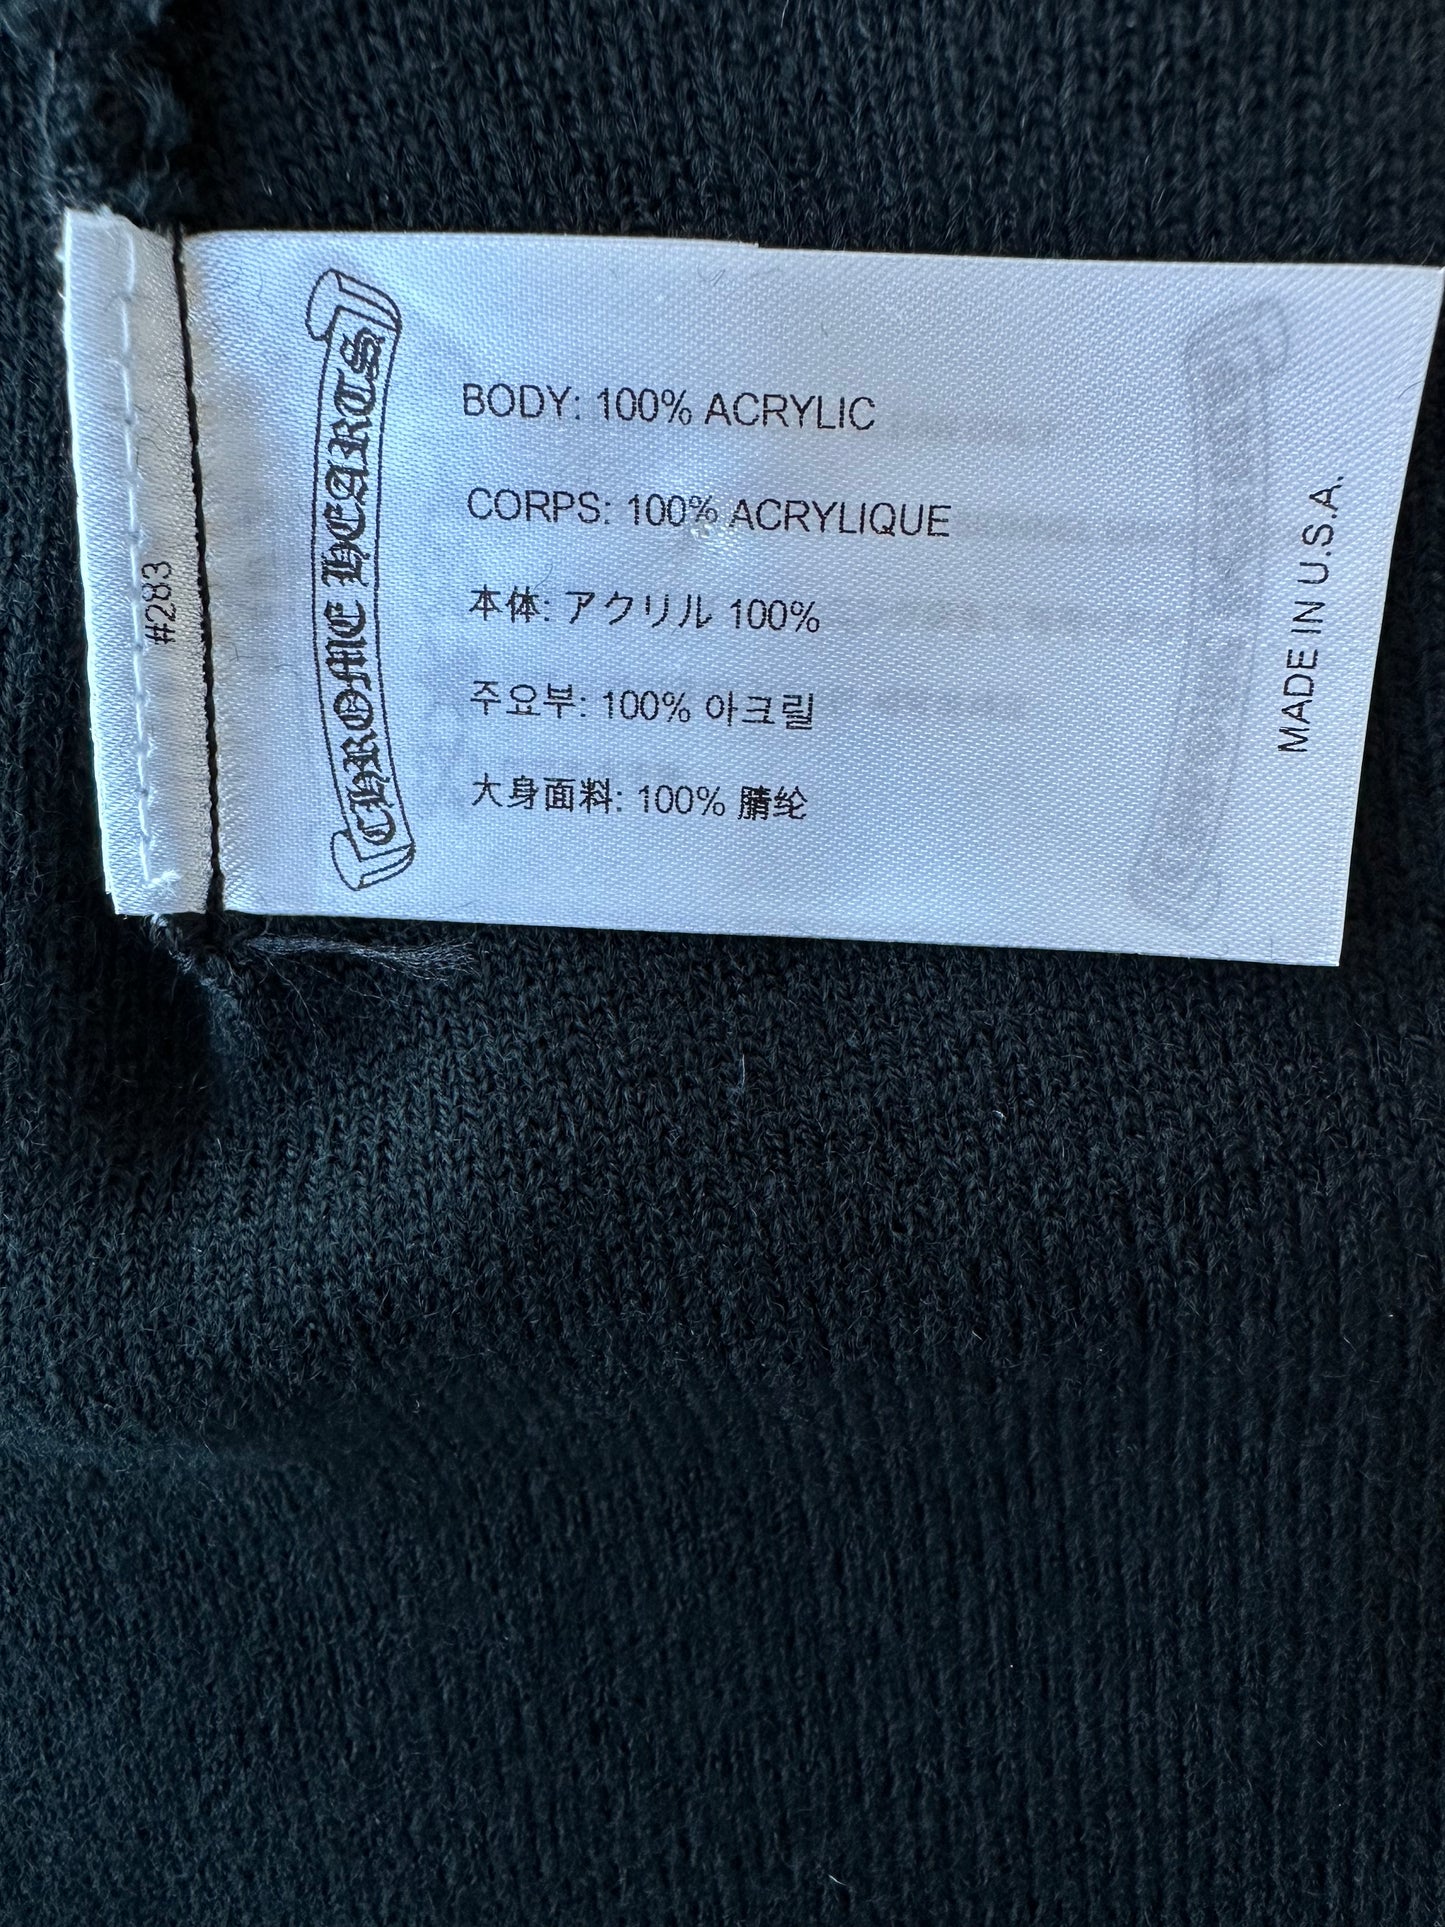 #283
CHROME HEARTS
BODY: 100% ACRYLIC
CORPS: 100% ACRYLIQUE
本体: アクリル 100%
주요부: 100% 아크릴
大身面料: 100% 腈纶
MADE IN U.S.A.